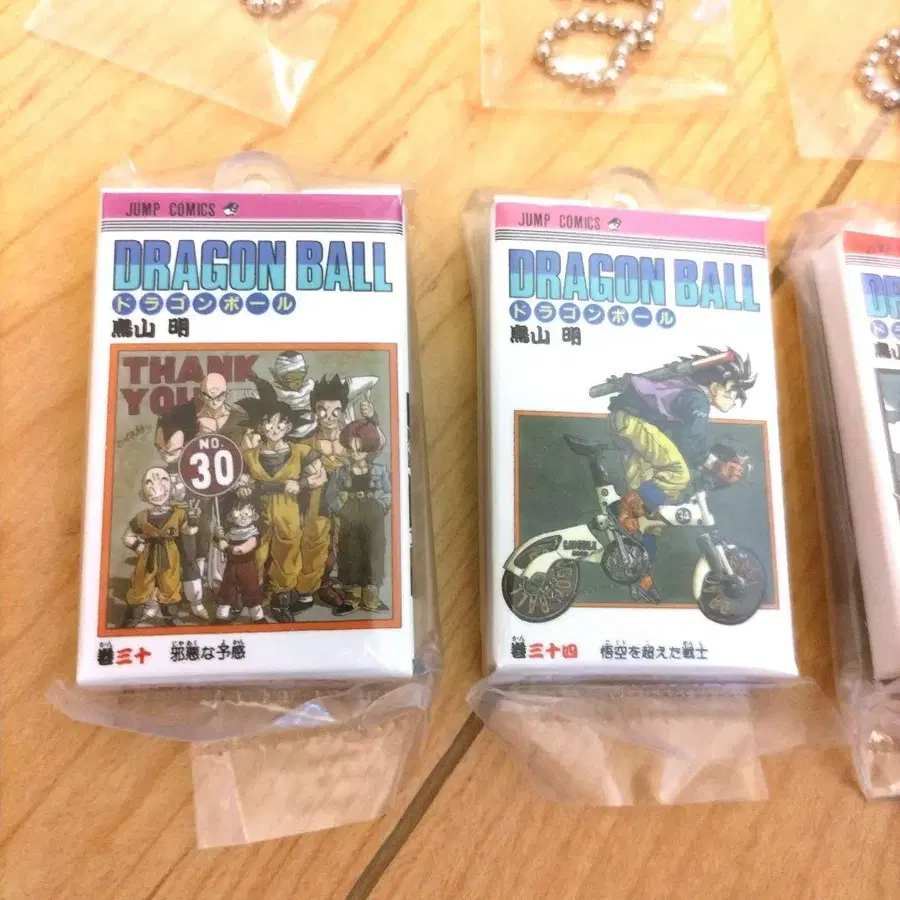 JUMP COMICS
DRAGON BALL
ドラゴンボール
鳥山 明
THANK
YOU
NO.
30
巻三十 邪悪な予感
JUMP COMICS
DRAGON BALL
ドラゴンボール
鳥山 明
34
巻三十四 悟空を超えた戦士
JUMP